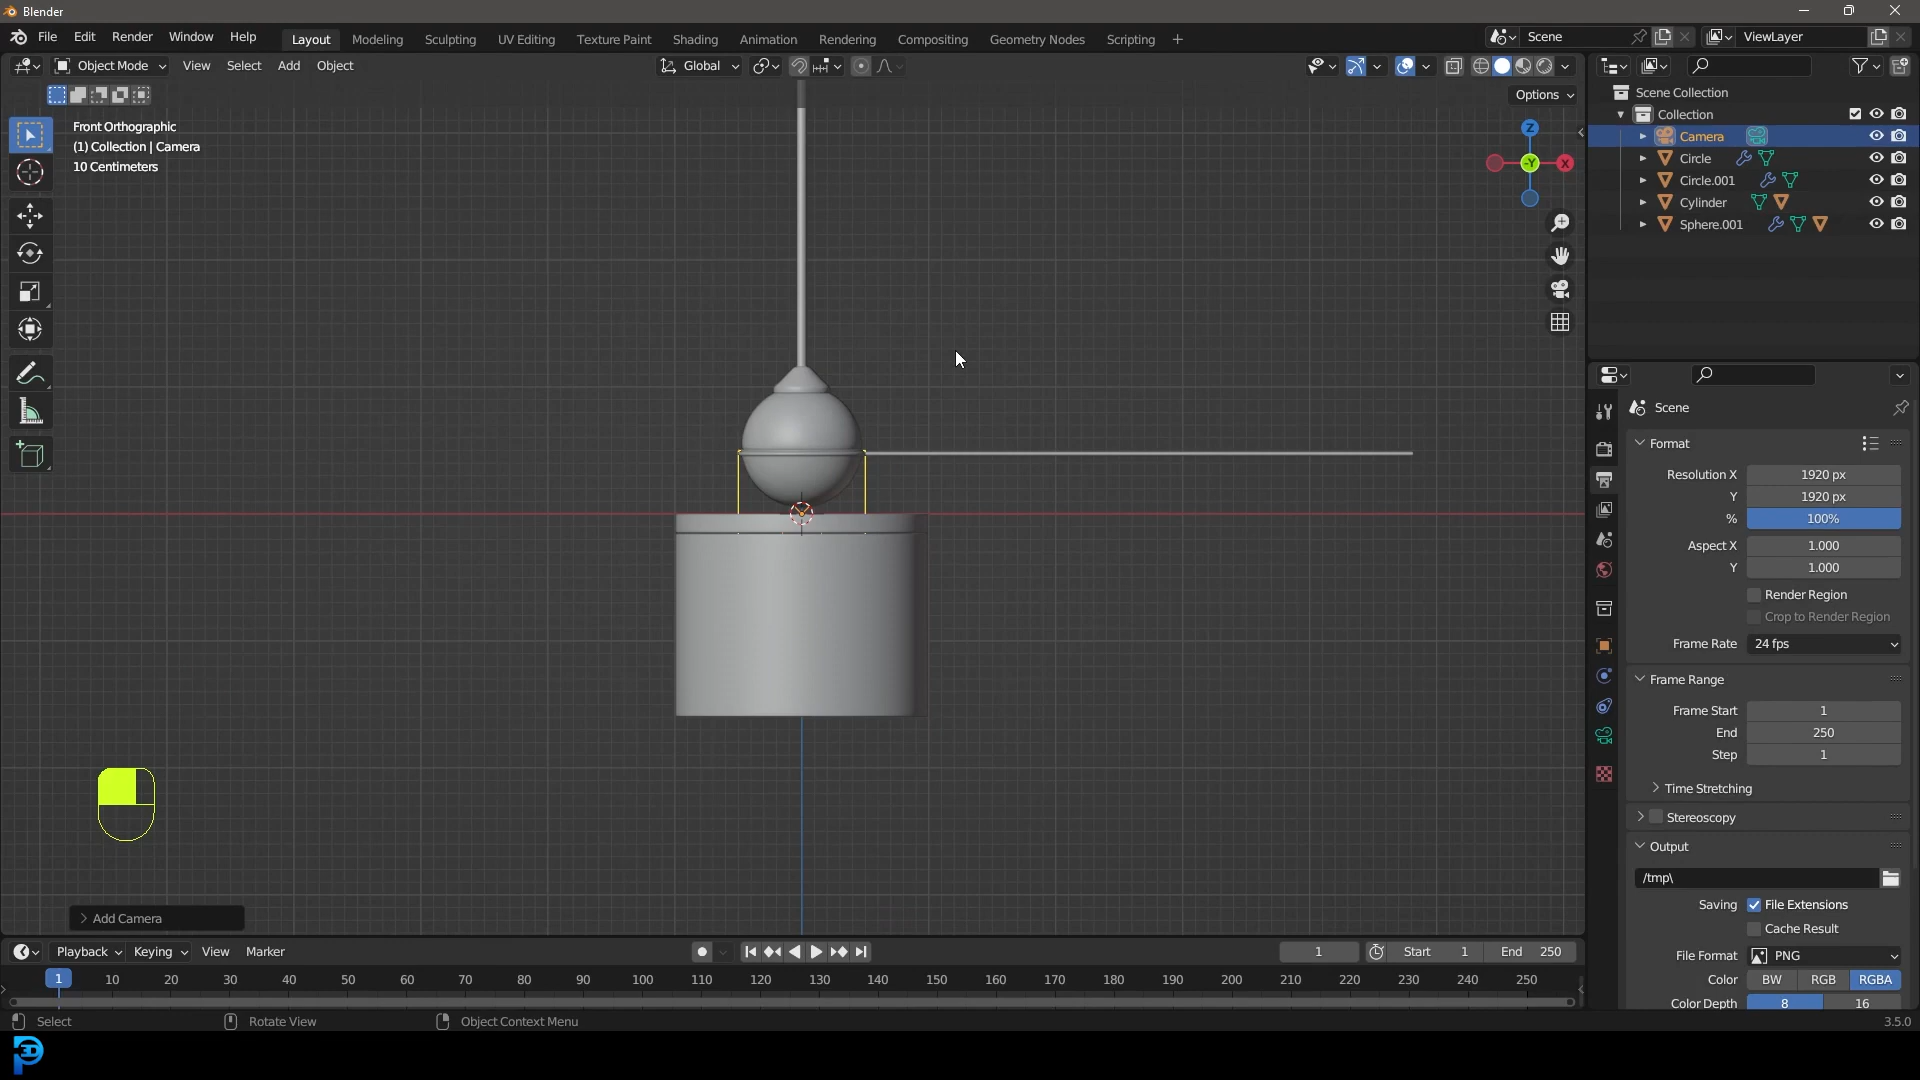 Blender
File Edit Render Window Help Layout Modeling Sculpting UV Editing Texture Paint Shading Animation Rendering Compositing Geometry Nodes Scripting + Scene ViewLayer
Object Mode View Select Add Object Global
Options
Front Orthographic
(1) Collection | Camera
10 Centimeters
Z
-Y
X
Scene Collection
Collection
Camera
Circle
Circle.001
Cylinder
Sphere.001
Scene
Format
Resolution X 1920 px
Y 1920 px
% 100%
Aspect X 1.000
Y 1.000
Render Region
Crop to Render Region
Frame Rate 24 fps
Frame Range
Frame Start 1
End 250
Step 1
Time Stretching
Stereoscopy
Output
/tmp\
Saving File Extensions
Cache Result
File Format PNG
Color BW RGB RGBA
Color Depth 8 16
Add Camera
Playback Keying View Marker 1 Start 1 End 250
1 10 20 30 40 50 60 70 80 90 100 110 120 130 140 150 160 170 180 190 200 210 220 230 240 250
Select Rotate View Object Context Menu 3.5.0
3D